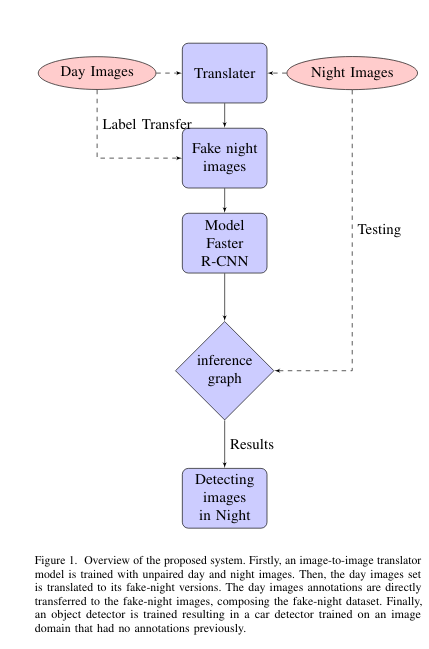 Day Images
Translater
Night Images
Label Transfer
Fake night
images
Model
Faster
R-CNN
Testing
inference
graph
Results
Detecting
images
in Night
Figure 1. Overview of the proposed system. Firstly, an image-to-image translator
model is trained with unpaired day and night images. Then, the day images set
is translated to its fake-night versions. The day images annotations are directly
transferred to the fake-night images, composing the fake-night dataset. Finally,
an object detector is trained resulting in a car detector trained on an image
domain that had no annotations previously.